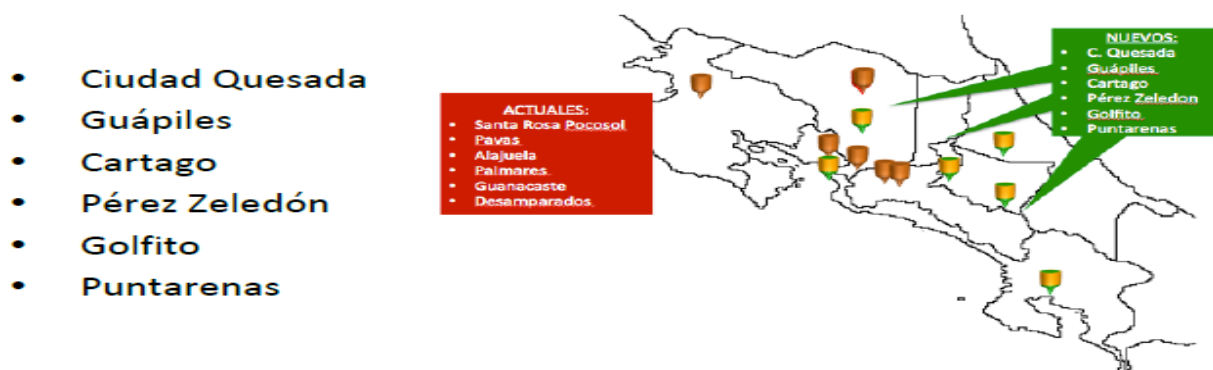 • Ciudad Quesada
• Guápiles
• Cartago
• Pérez Zeledón
• Golfito
• Puntarenas
ACTUALES:
• Santa Rosa Pocosol
• Pavas
• Alajuela
• Palmares
• Guanacaste
• Desamparados
NUEVOS:
• C. Quesada
• Guápiles
• Cartago
• Pérez Zeledon
• Golfito
• Puntarenas